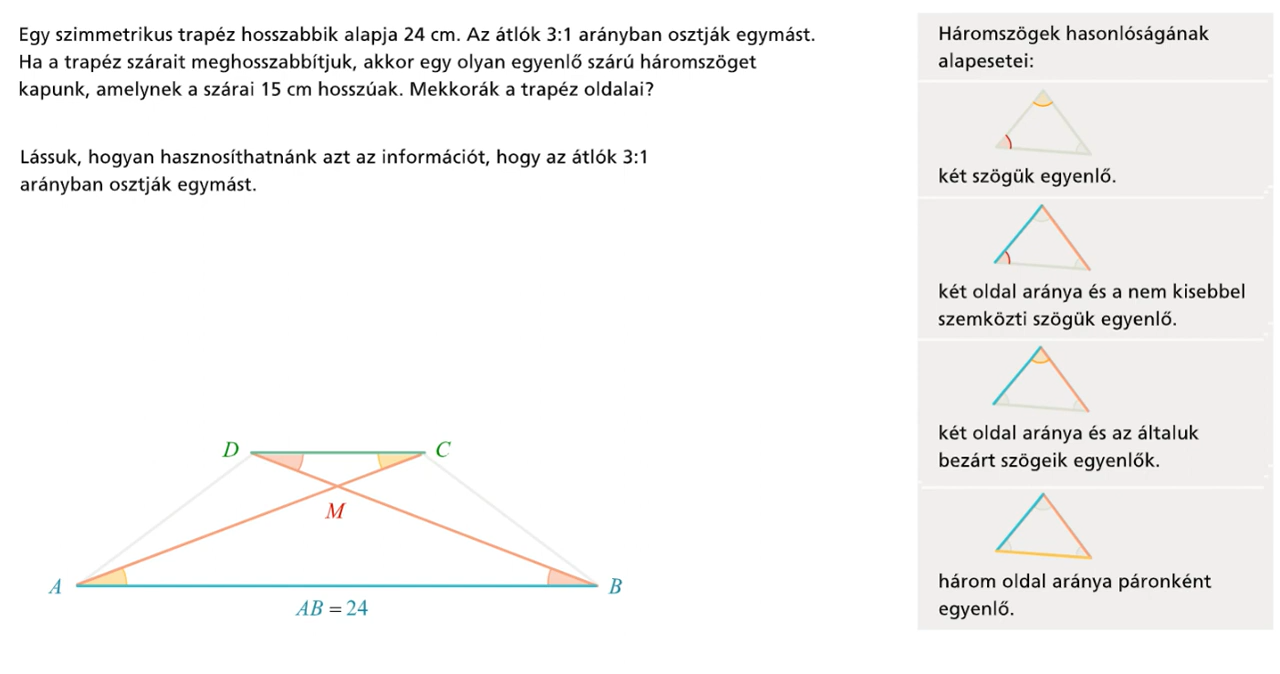 Egy szimmetrikus trapéz hosszabbik alapja 24 cm. Az átlók 3:1 arányban osztják egymást.
Ha a trapéz szárait meghosszabbítjuk, akkor egy olyan egyenlő szárú háromszöget
kapunk, amelynek a szárai 15 cm hosszúak. Mekkorák a trapéz oldalai?
Lássuk, hogyan hasznosíthatnánk azt az információt, hogy az átlók 3:1
arányban osztják egymást.
D
C
M
A
B
AB = 24
Háromszögek hasonlóságának
alapesetei:
két szögük egyenlő.
két oldal aránya és a nem kisebbel
szemközti szögük egyenlő.
két oldal aránya és az általuk
bezárt szögeik egyenlők.
három oldal aránya páronként
egyenlő.